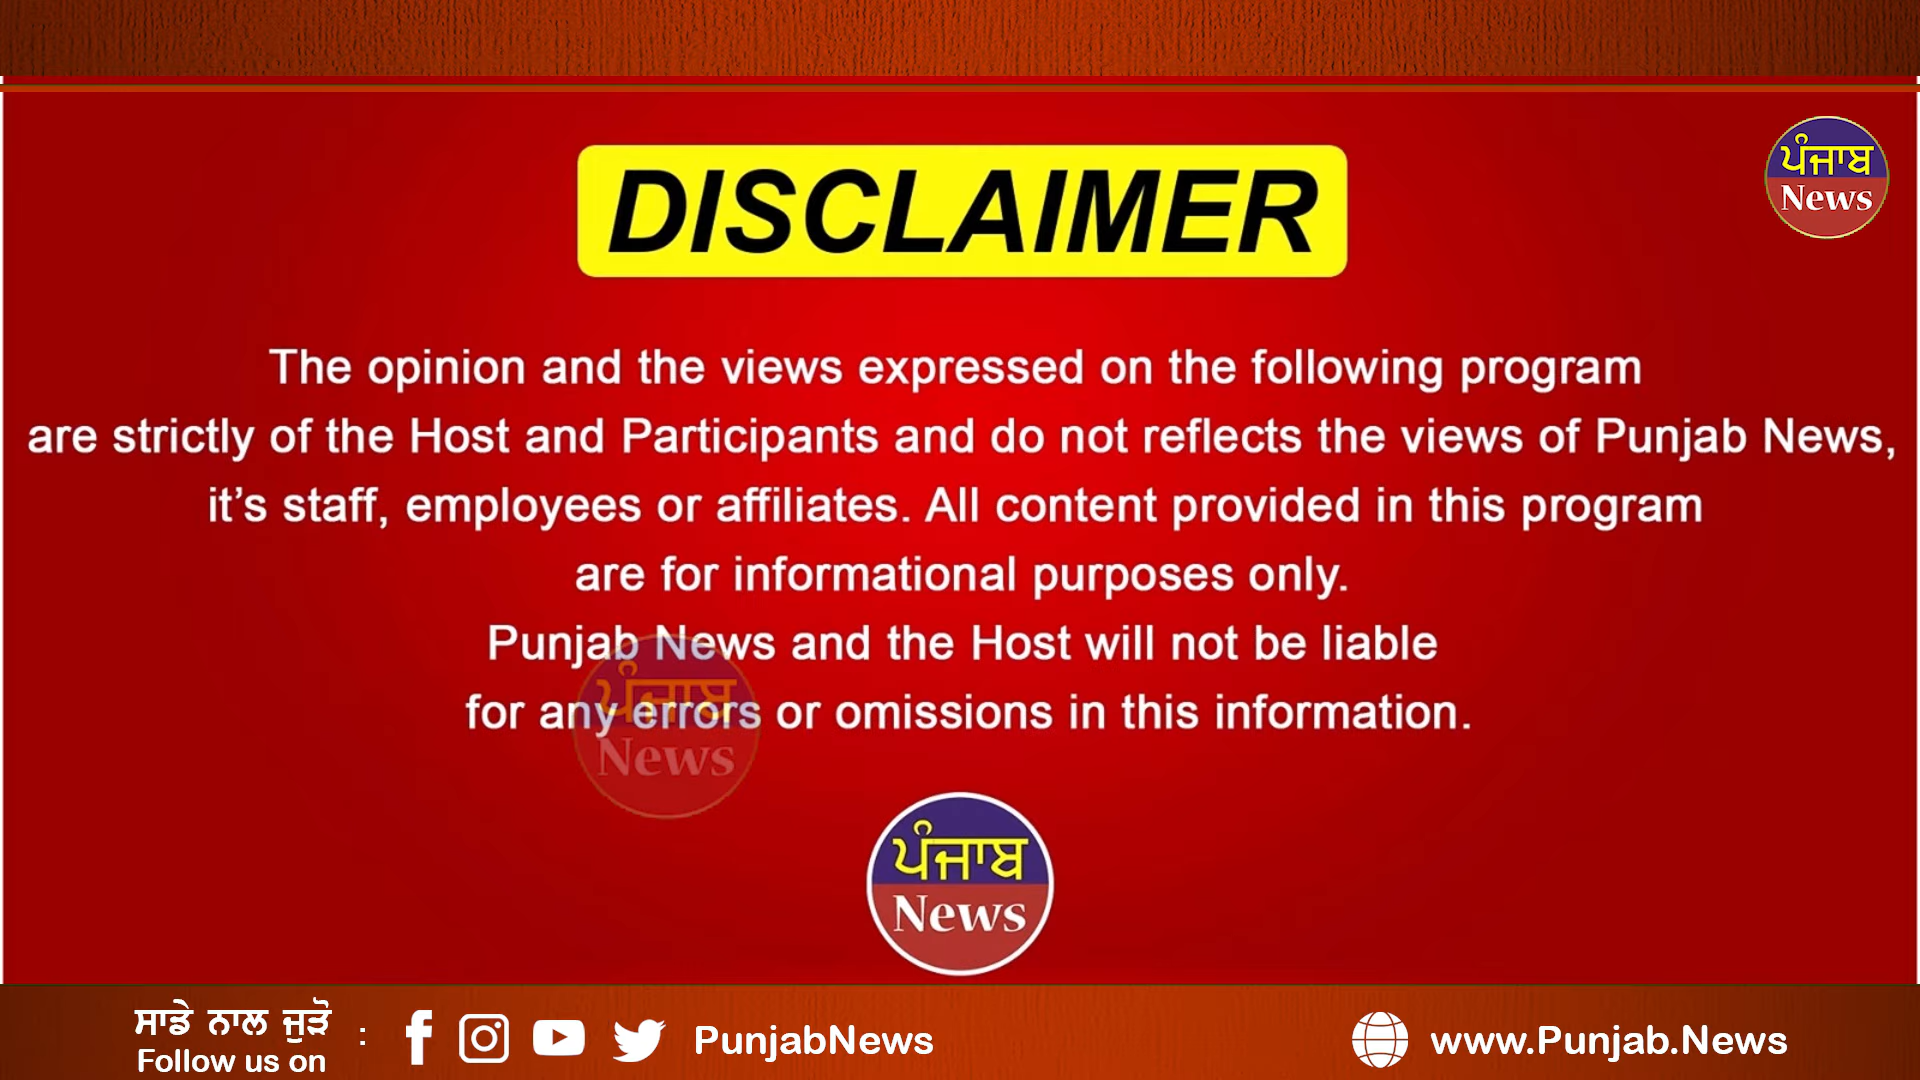 DISCLAIMER
ਪੰਜਾਬ
News
The opinion and the views expressed on the following program
are strictly of the Host and Participants and do not reflects the views of Punjab News,
it’s staff, employees or affiliates. All content provided in this program
are for informational purposes only.
Punjab News and the Host will not be liable
for any errors or omissions in this information.
ਪੰਜਾਬ
News
ਪੰਜਾਬ
News
ਸਾਡੇ ਨਾਲ ਜੁੜੋ :
Follow us on
PunjabNews
www.Punjab.News